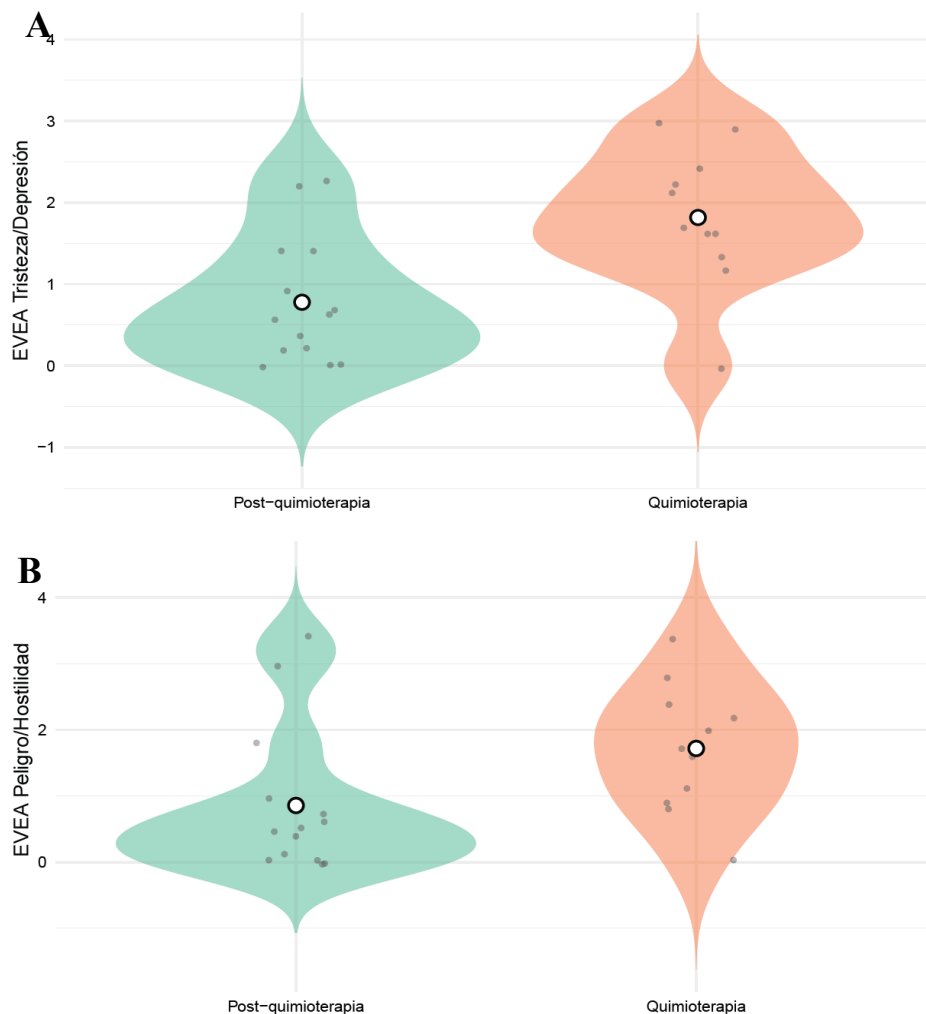 A
4
3
2
1
0
−1
EVEA Tristeza/Depresión
Post−quimioterapia Quimioterapia
B
4
2
0
EVEA Peligro/Hostilidad
Post−quimioterapia Quimioterapia